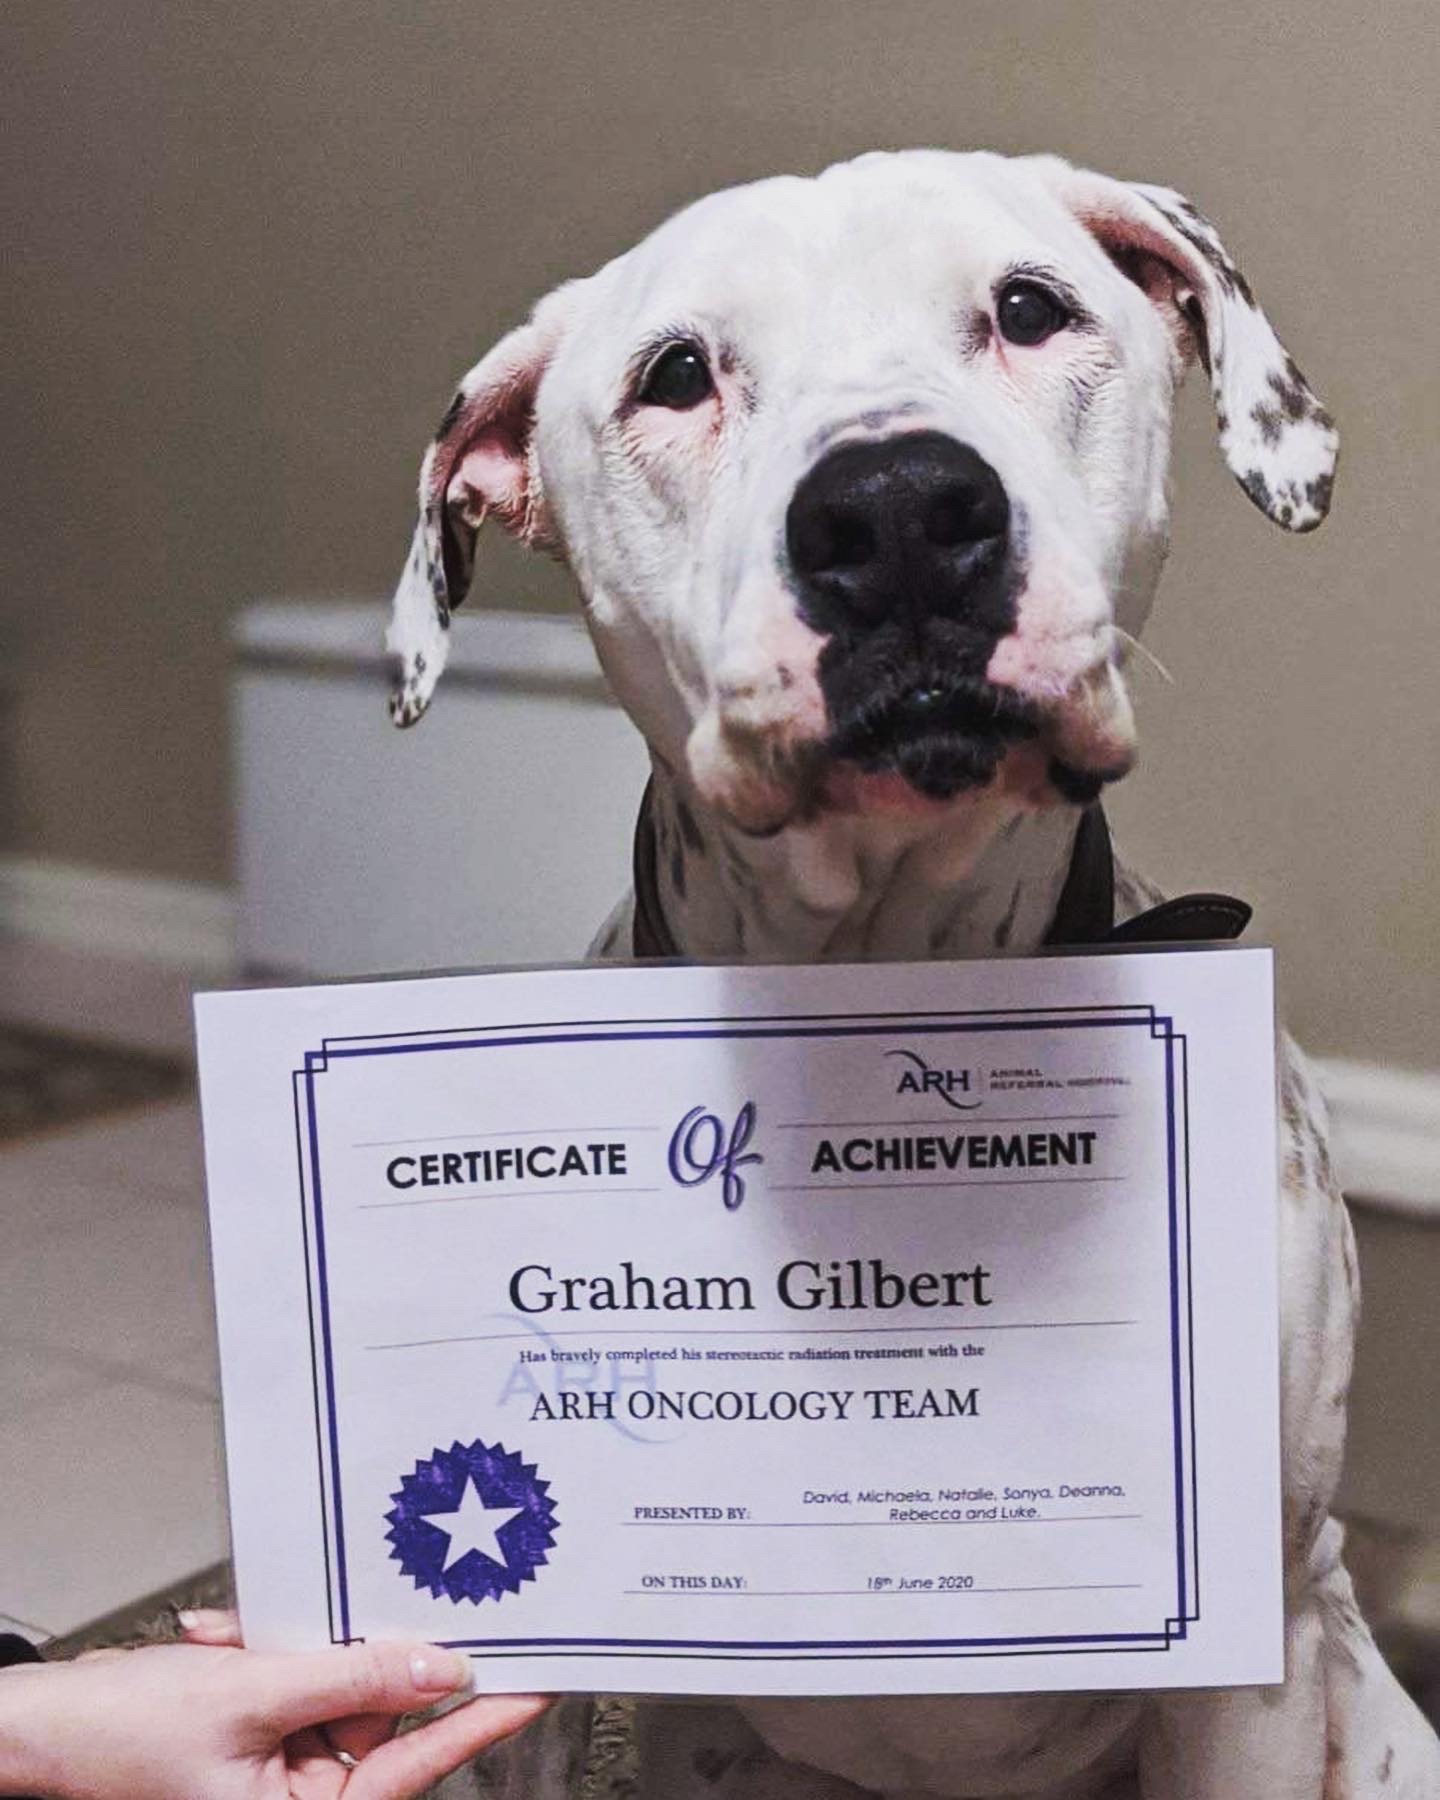 ARH ANIMAL
REFERRAL HOSPITAL
CERTIFICATE Of ACHIEVEMENT
Graham Gilbert
Has bravely completed his stereotactic radiation treatment with the
ARH
ARH ONCOLOGY TEAM
PRESENTED BY: David, Michaela, Natalie, Sonya, Deanna,
Rebecca and Luke.
ON THIS DAY: 18th June 2020